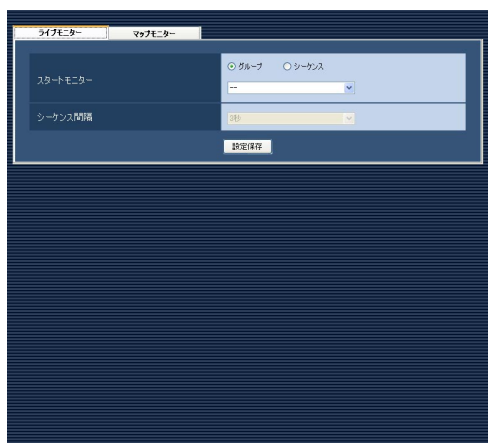 ライブモニター マップモニター
スタートモニター
グループ シーケンス
--
シーケンス間隔 3秒
設定保存